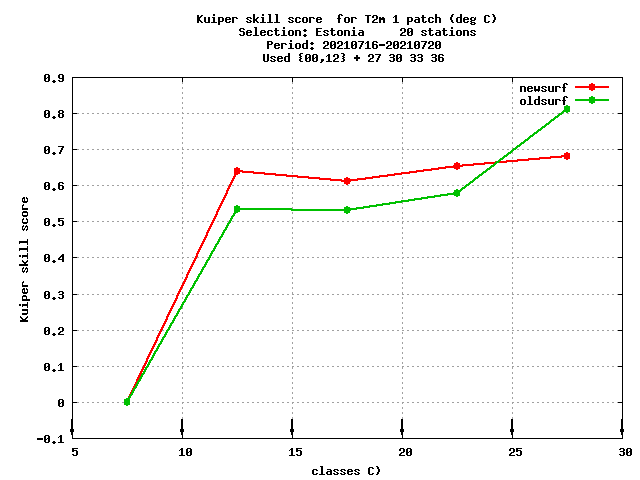 Kuiper skill score  for T2m 1 patch (deg C)
Selection: Estonia     20 stations
Period: 20210716-20210720
Used {00,12} + 27 30 33 36
newsurf
oldsurf
0.9
0.8
0.7
0.6
0.5
0.4
0.3
0.2
0.1
0
-0.1
Kuiper skill score
5 10 15 20 25 30
classes C)